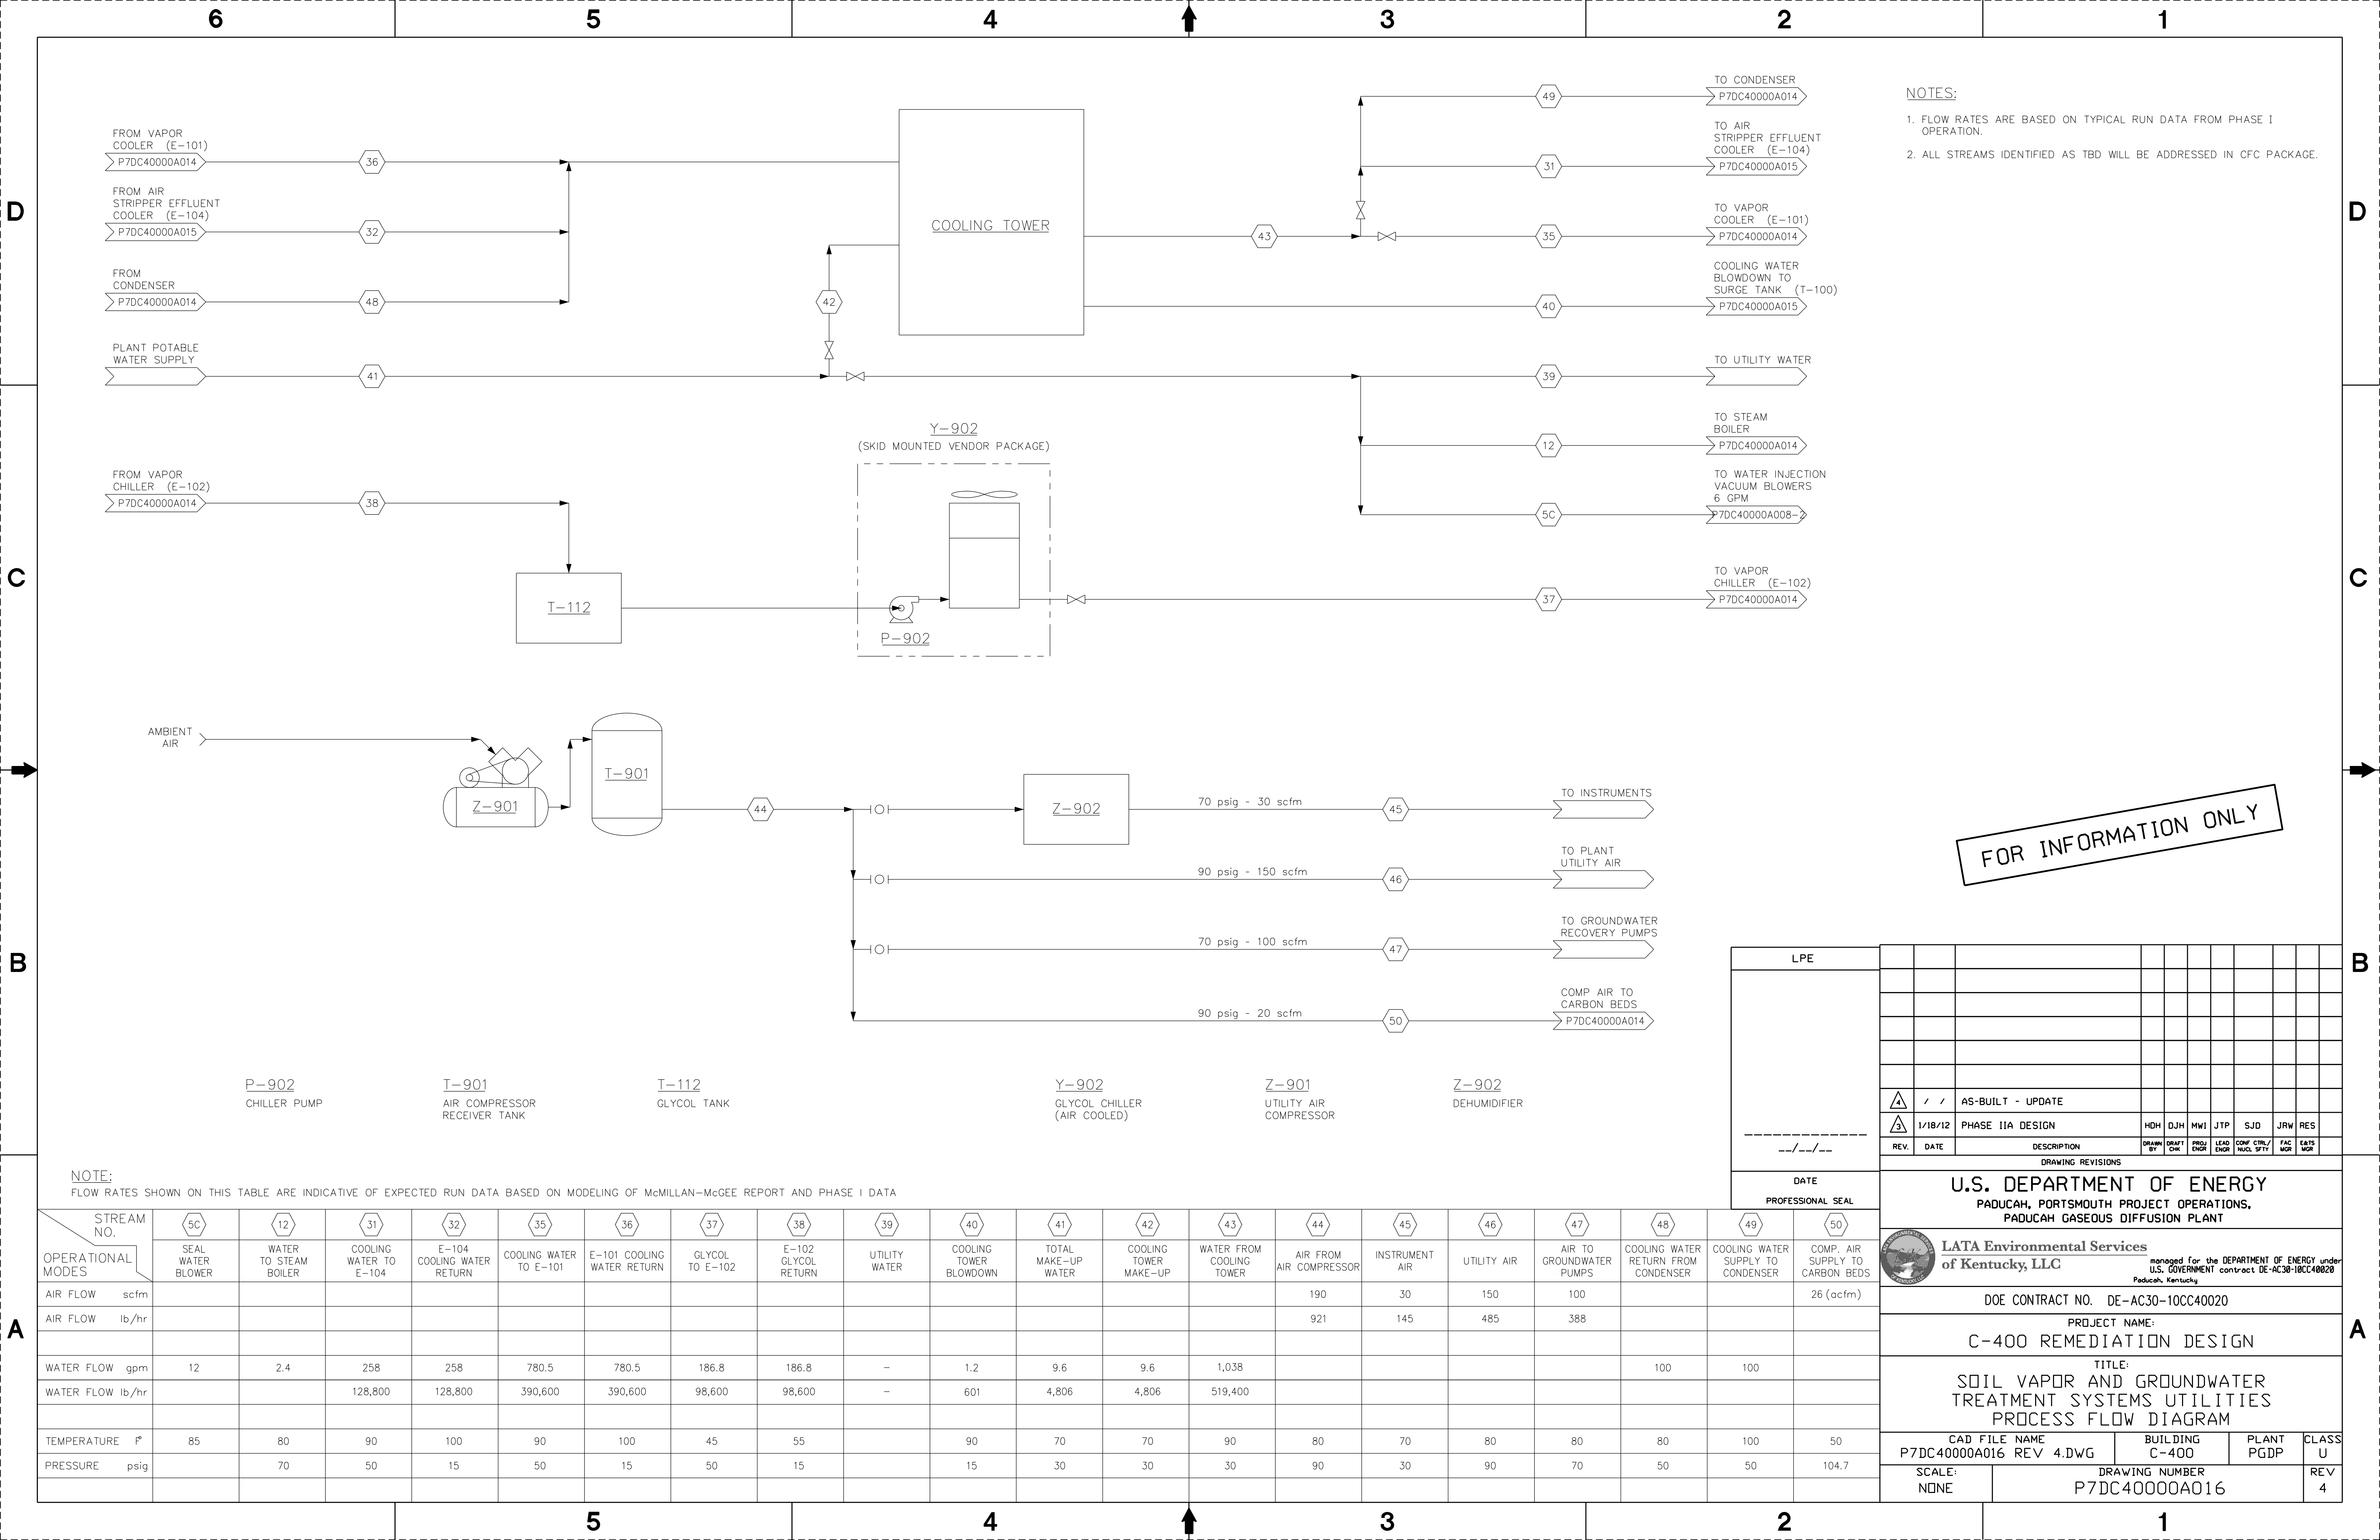 6 5 4 3 2 1
D
C
B
A
FROM VAPOR
COOLER (E-101)
P7DC40000A014
36
FROM AIR
STRIPPER EFFLUENT
COOLER (E-104)
P7DC40000A015
32
FROM
CONDENSER
P7DC40000A014
48
PLANT POTABLE
WATER SUPPLY
41
42
COOLING TOWER
43
TO CONDENSER
49
P7DC40000A014
TO AIR
STRIPPER EFFLUENT
COOLER (E-104)
31
P7DC40000A015
TO VAPOR
COOLER (E-101)
35
P7DC40000A014
COOLING WATER
BLOWDOWN TO
SURGE TANK (T-100)
40
P7DC40000A015
TO UTILITY WATER
39
TO STEAM
BOILER
12
P7DC40000A014
TO WATER INJECTION
VACUUM BLOWERS
6 GPM
5C
P7DC40000A008-2
NOTES:
1. FLOW RATES ARE BASED ON TYPICAL RUN DATA FROM PHASE I
OPERATION.
2. ALL STREAMS IDENTIFIED AS TBD WILL BE ADDRESSED IN CFC PACKAGE.
FROM VAPOR
CHILLER (E-102)
P7DC40000A014
38
T-112
Y-902
(SKID MOUNTED VENDOR PACKAGE)
P-902
TO VAPOR
CHILLER (E-102)
37
P7DC40000A014
AMBIENT
AIR
Z-901
T-901
44
Z-902
70 psig - 30 scfm
45
TO INSTRUMENTS
90 psig - 150 scfm
46
TO PLANT
UTILITY AIR
70 psig - 100 scfm
47
TO GROUNDWATER
RECOVERY PUMPS
90 psig - 20 scfm
50
COMP AIR TO
CARBON BEDS
P7DC40000A014
FOR INFORMATION ONLY
P-902
CHILLER PUMP
T-901
AIR COMPRESSOR
RECEIVER TANK
T-112
GLYCOL TANK
Y-902
GLYCOL CHILLER
(AIR COOLED)
Z-901
UTILITY AIR
COMPRESSOR
Z-902
DEHUMIDIFIER
NOTE:
FLOW RATES SHOWN ON THIS TABLE ARE INDICATIVE OF EXPECTED RUN DATA BASED ON MODELING OF McMILLAN-McGEE REPORT AND PHASE I DATA
STREAM NO. 5C 12 31 32 35 36 37 38 39 40 41 42 43 44 45 46 47 48 49 50
OPERATIONAL MODES
SEAL WATER BLOWER
WATER TO STEAM BOILER
COOLING WATER TO E-104
E-104 COOLING WATER RETURN
COOLING WATER TO E-101
E-101 COOLING WATER RETURN
GLYCOL TO E-102
E-102 GLYCOL RETURN
UTILITY WATER
COOLING TOWER BLOWDOWN
TOTAL MAKE-UP WATER
COOLING TOWER MAKE-UP
WATER FROM COOLING TOWER
AIR FROM AIR COMPRESSOR
INSTRUMENT AIR
UTILITY AIR
AIR TO GROUNDWATER PUMPS
COOLING WATER RETURN FROM CONDENSER
COOLING WATER SUPPLY TO CONDENSER
COMP. AIR SUPPLY TO CARBON BEDS
AIR FLOW scfm 190 30 150 100 26 (acfm)
AIR FLOW lb/hr 921 145 485 388
WATER FLOW gpm 12 2.4 258 258 780.5 780.5 186.8 186.8 - 1.2 9.6 9.6 1,038 100 100
WATER FLOW lb/hr 128,800 128,800 390,600 390,600 98,600 98,600 - 601 4,806 4,806 519,400
TEMPERATURE F° 85 80 90 100 90 100 45 55 90 70 70 90 80 70 80 80 80 100 50
PRESSURE psig 70 50 15 50 15 50 15 15 30 30 30 90 30 90 70 50 50 104.7
LPE
__/__/__
DATE
PROFESSIONAL SEAL
4 / / AS-BUILT - UPDATE
3 1/18/12 PHASE IIA DESIGN HDH DJH MWI JTP SJD JRW RES
REV. DATE DESCRIPTION DRAWN BY DRAFT CHK PROJ ENGR LEAD ENGR CONF CTRL/ NUCL SFTY FAC MGR E&TS MGR
DRAWING REVISIONS
U.S. DEPARTMENT OF ENERGY
PADUCAH, PORTSMOUTH PROJECT OPERATIONS,
PADUCAH GASEOUS DIFFUSION PLANT
LATA Environmental Services
of Kentucky, LLC
managed for the DEPARTMENT OF ENERGY under
U.S. GOVERNMENT contract DE-AC30-10CC40020
Paducah, Kentucky
DOE CONTRACT NO. DE-AC30-10CC40020
PROJECT NAME:
C-400 REMEDIATION DESIGN
TITLE:
SOIL VAPOR AND GROUNDWATER
TREATMENT SYSTEMS UTILITIES
PROCESS FLOW DIAGRAM
CAD FILE NAME BUILDING PLANT CLASS
P7DC40000A016 REV 4.DWG C-400 PGDP U
SCALE: DRAWING NUMBER REV
NONE P7DC40000A016 4
D
C
B
A
5 4 3 2 1